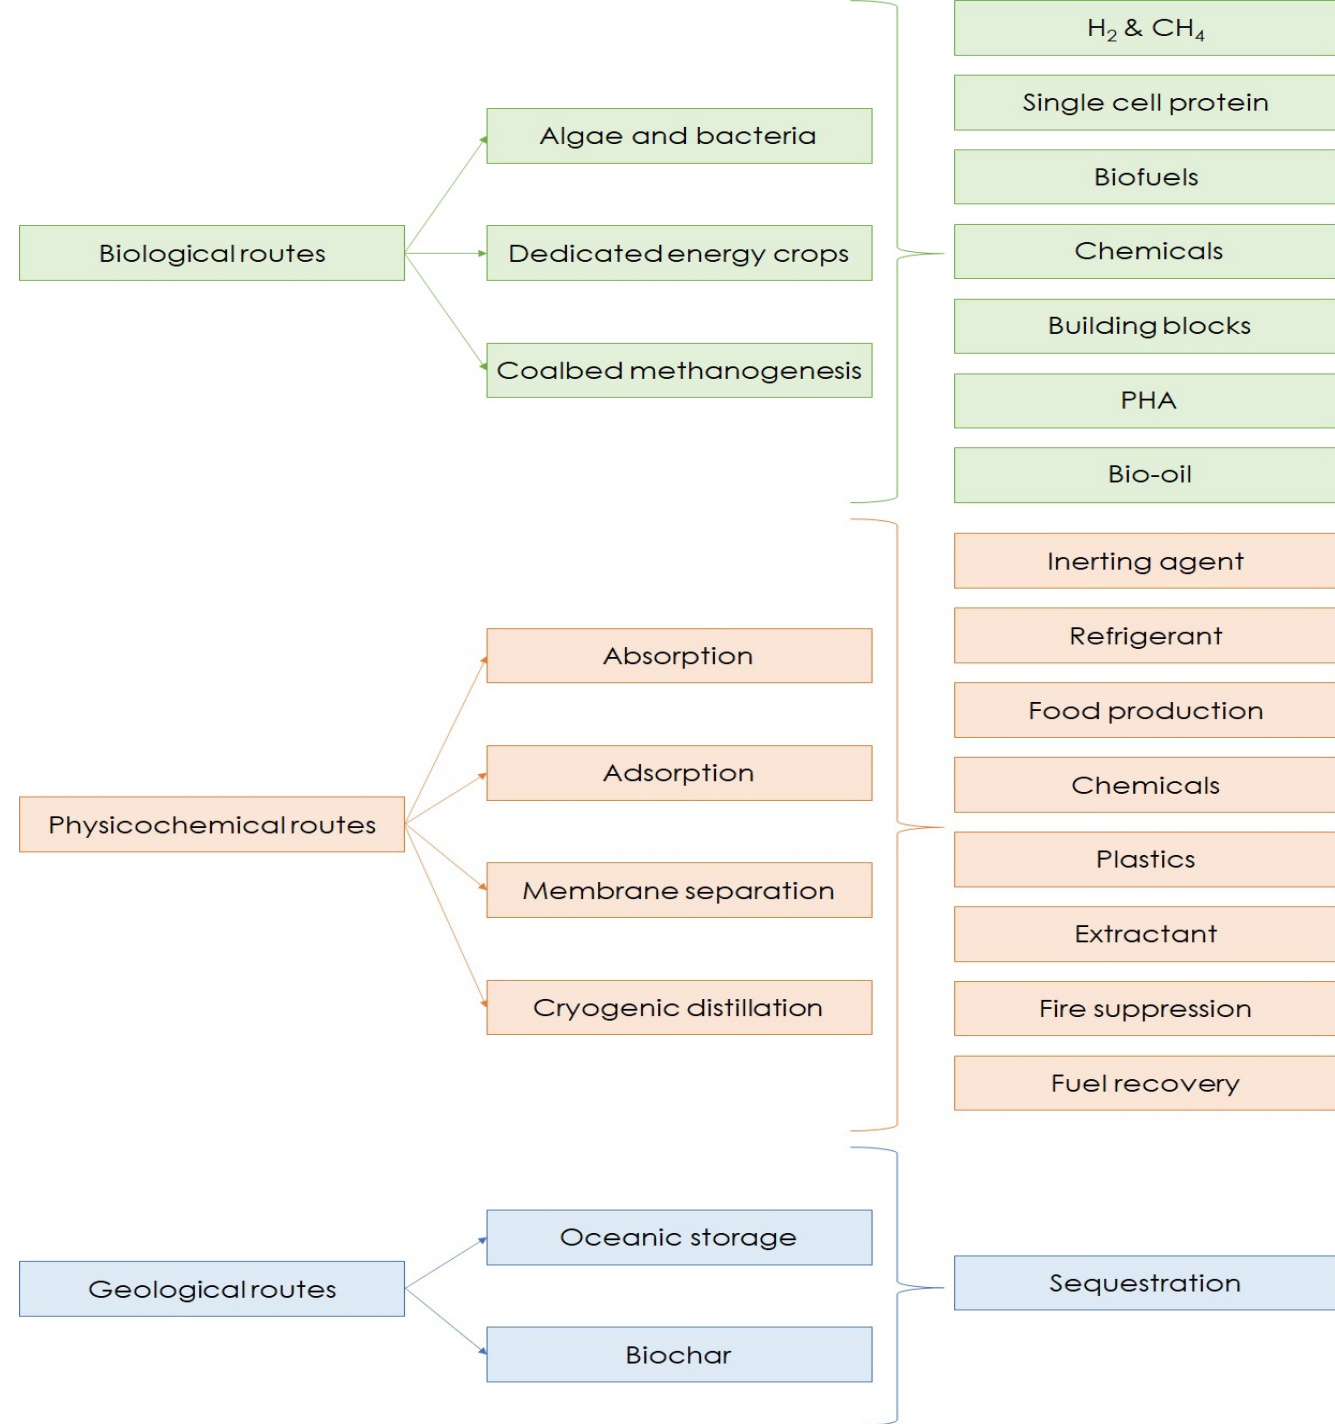 Biological routes
Algae and bacteria
Dedicated energy crops
Coalbed methanogenesis
H₂ & CH₄
Single cell protein
Biofuels
Chemicals
Building blocks
PHA
Bio-oil
Physicochemical routes
Absorption
Adsorption
Membrane separation
Cryogenic distillation
Inerting agent
Refrigerant
Food production
Chemicals
Plastics
Extractant
Fire suppression
Fuel recovery
Geological routes
Oceanic storage
Biochar
Sequestration